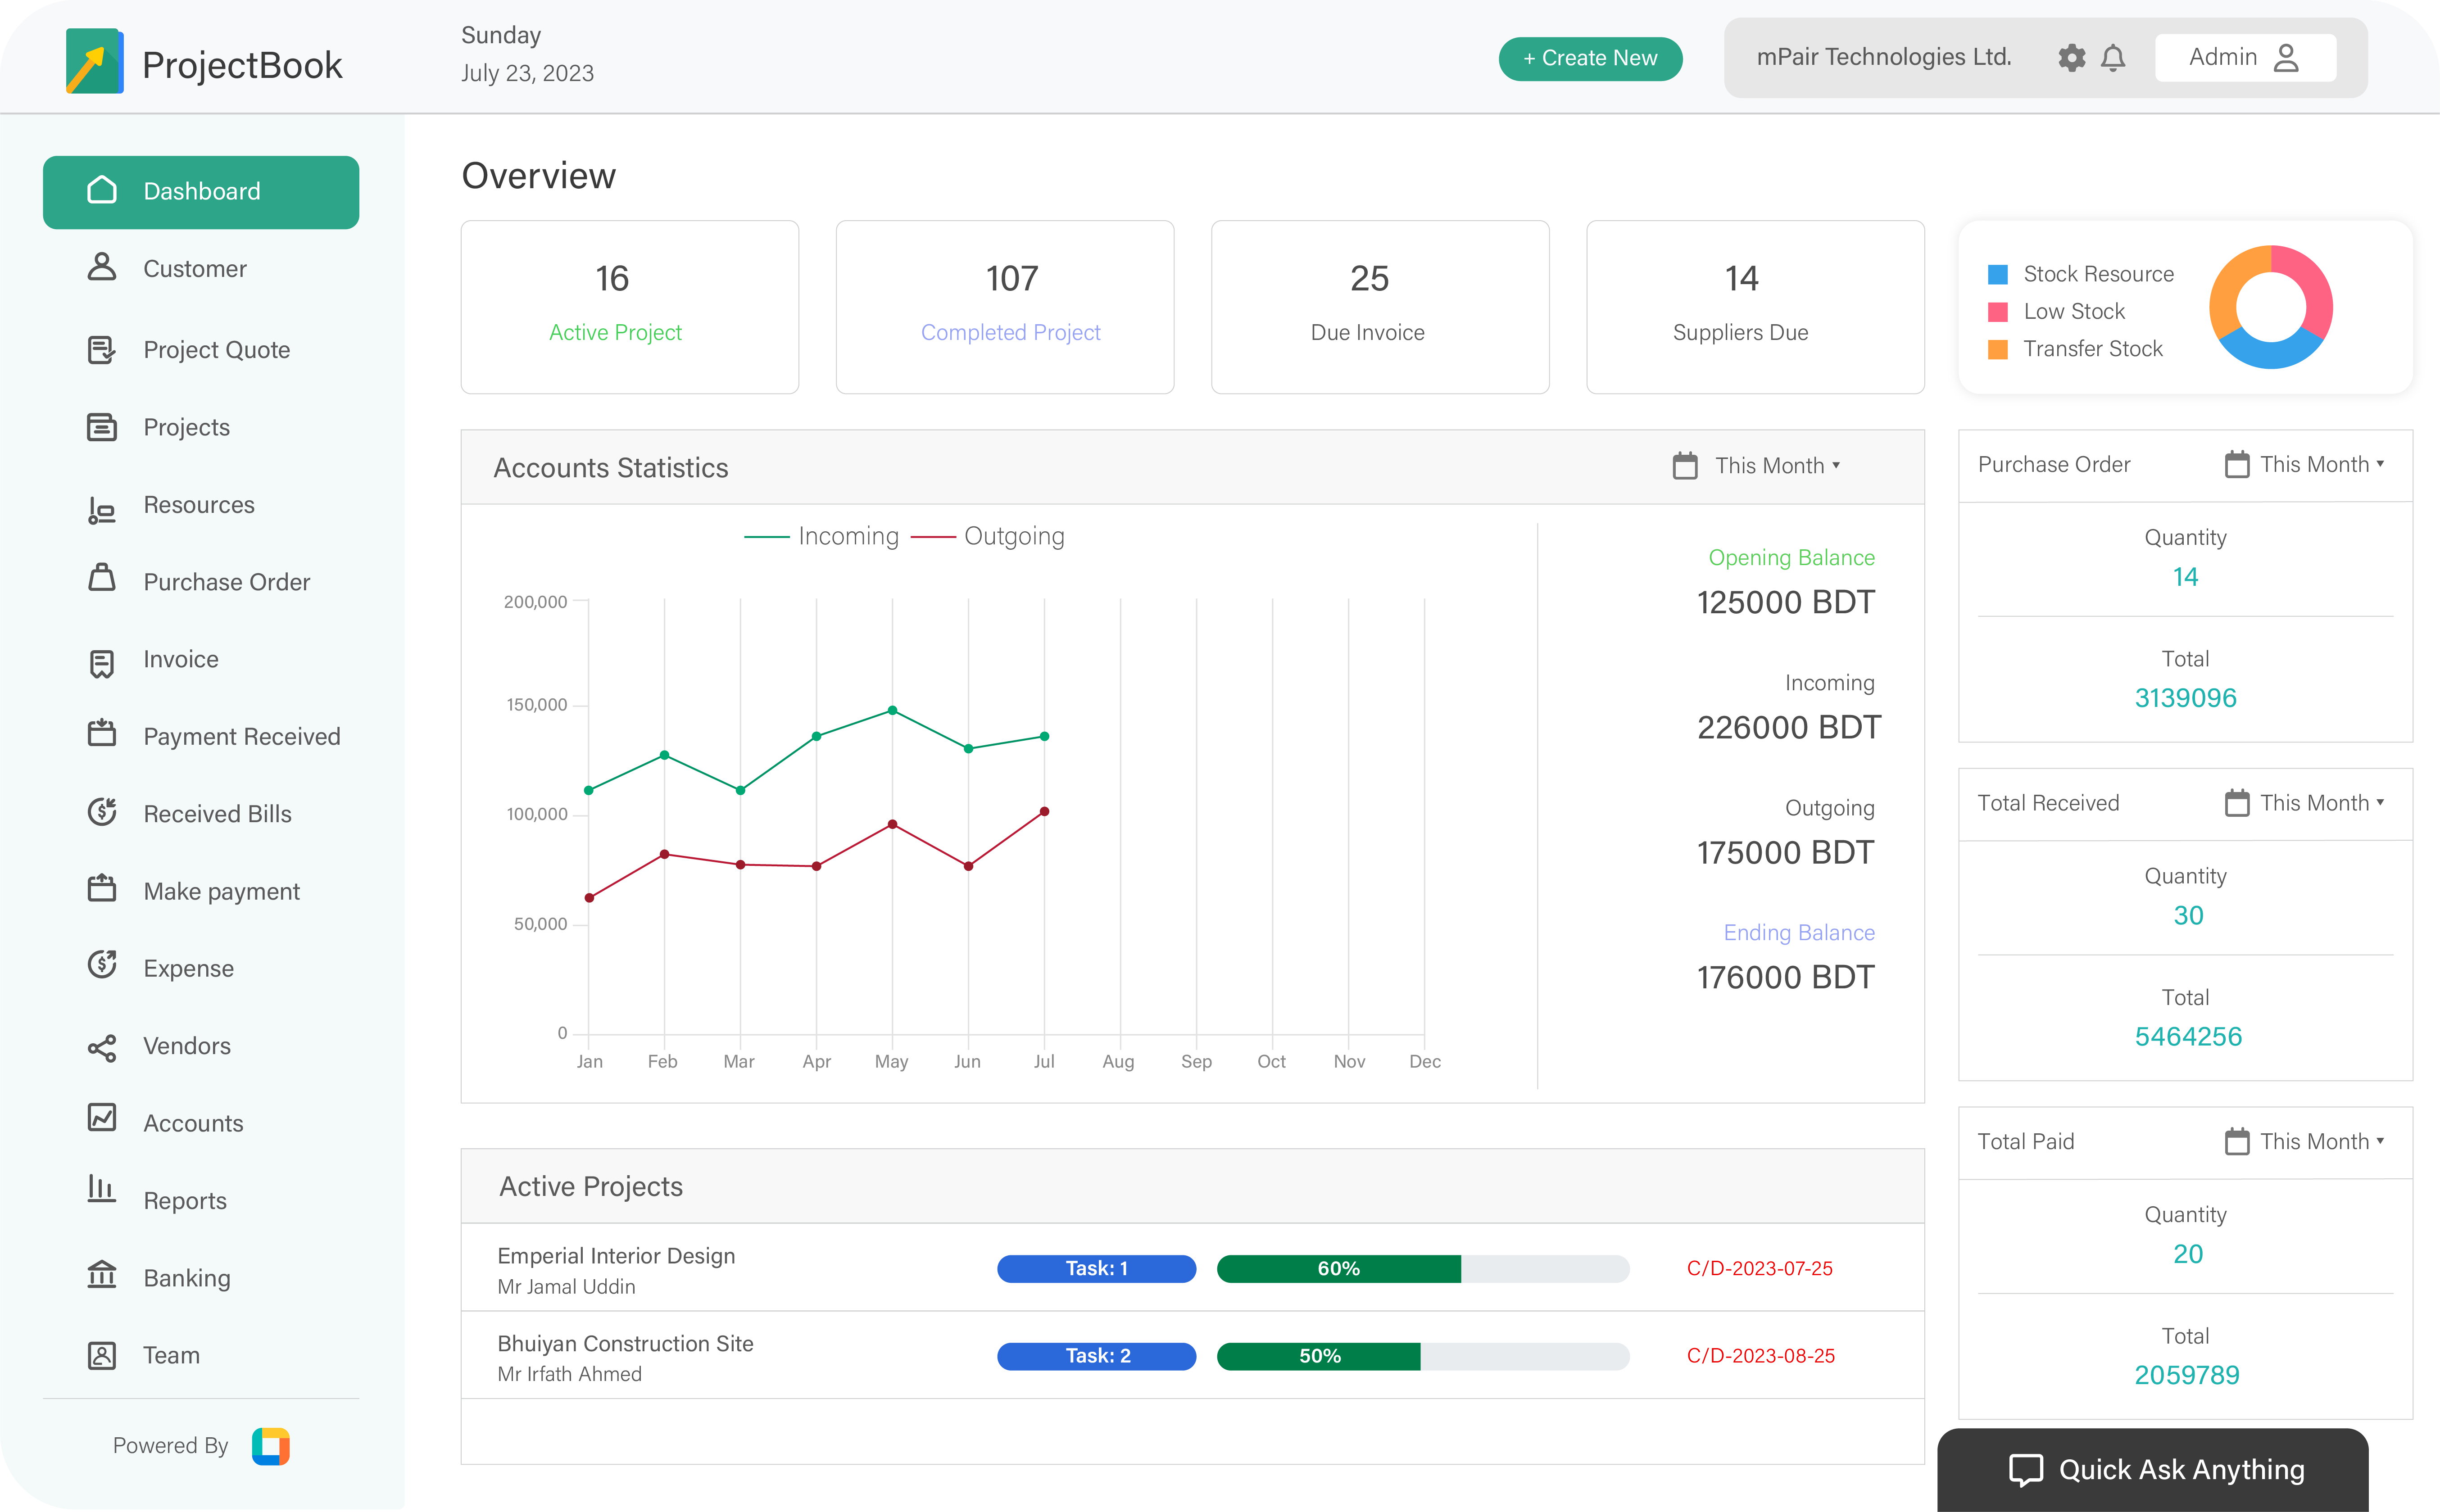 ProjectBook
Sunday
July 23, 2023
+ Create New
mPair Technologies Ltd.
Admin
Dashboard
Customer
Project Quote
Projects
Resources
Purchase Order
Invoice
Payment Received
Received Bills
Make payment
Expense
Vendors
Accounts
Reports
Banking
Team
Powered By
Overview
16
Active Project
107
Completed Project
25
Due Invoice
14
Suppliers Due
Stock Resource
Low Stock
Transfer Stock
Accounts Statistics
This Month
Incoming
Outgoing
200,000
150,000
100,000
50,000
0
Jan Feb Mar Apr May Jun Jul Aug Sep Oct Nov Dec
Opening Balance
125000 BDT
Incoming
226000 BDT
Outgoing
175000 BDT
Ending Balance
176000 BDT
Purchase Order
This Month
Quantity
14
Total
3139096
Total Received
This Month
Quantity
30
Total
5464256
Total Paid
This Month
Quantity
20
Total
2059789
Active Projects
Emperial Interior Design
Mr Jamal Uddin
Task: 1
60%
C/D-2023-07-25
Bhuiyan Construction Site
Mr Irfath Ahmed
Task: 2
50%
C/D-2023-08-25
Quick Ask Anything